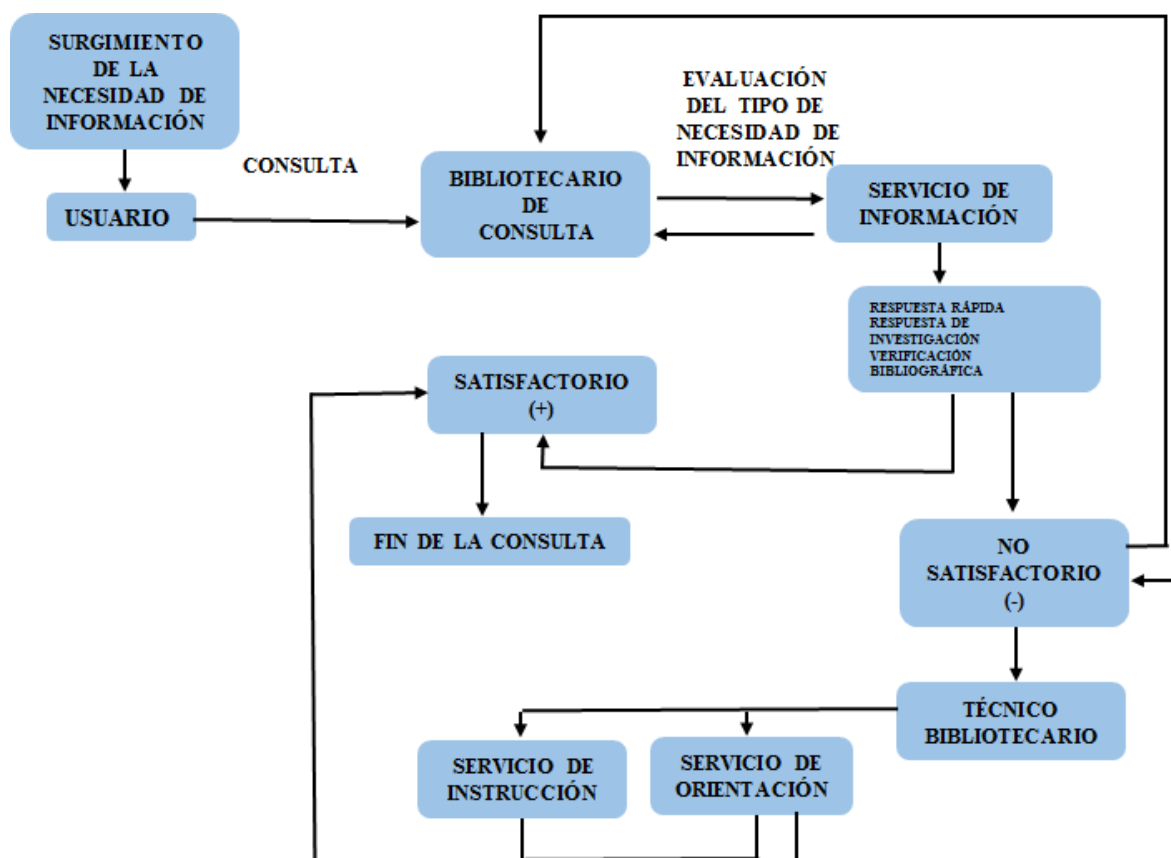 SURGIMIENTO
DE LA
NECESIDAD DE
INFORMACIÓN
USUARIO
CONSULTA
BIBLIOTECARIO
DE
CONSULTA
EVALUACIÓN
DEL TIPO DE
NECESIDAD DE
INFORMACIÓN
SERVICIO DE
INFORMACIÓN
RESPUESTA RÁPIDA
RESPUESTA DE
INVESTIGACIÓN
VERIFICACIÓN
BIBLIOGRÁFICA
SATISFACTORIO
(+)
FIN DE LA CONSULTA
NO
SATISFACTORIO
(-)
TÉCNICO
BIBLIOTECARIO
SERVICIO DE
INSTRUCCIÓN
SERVICIO DE
ORIENTACIÓN